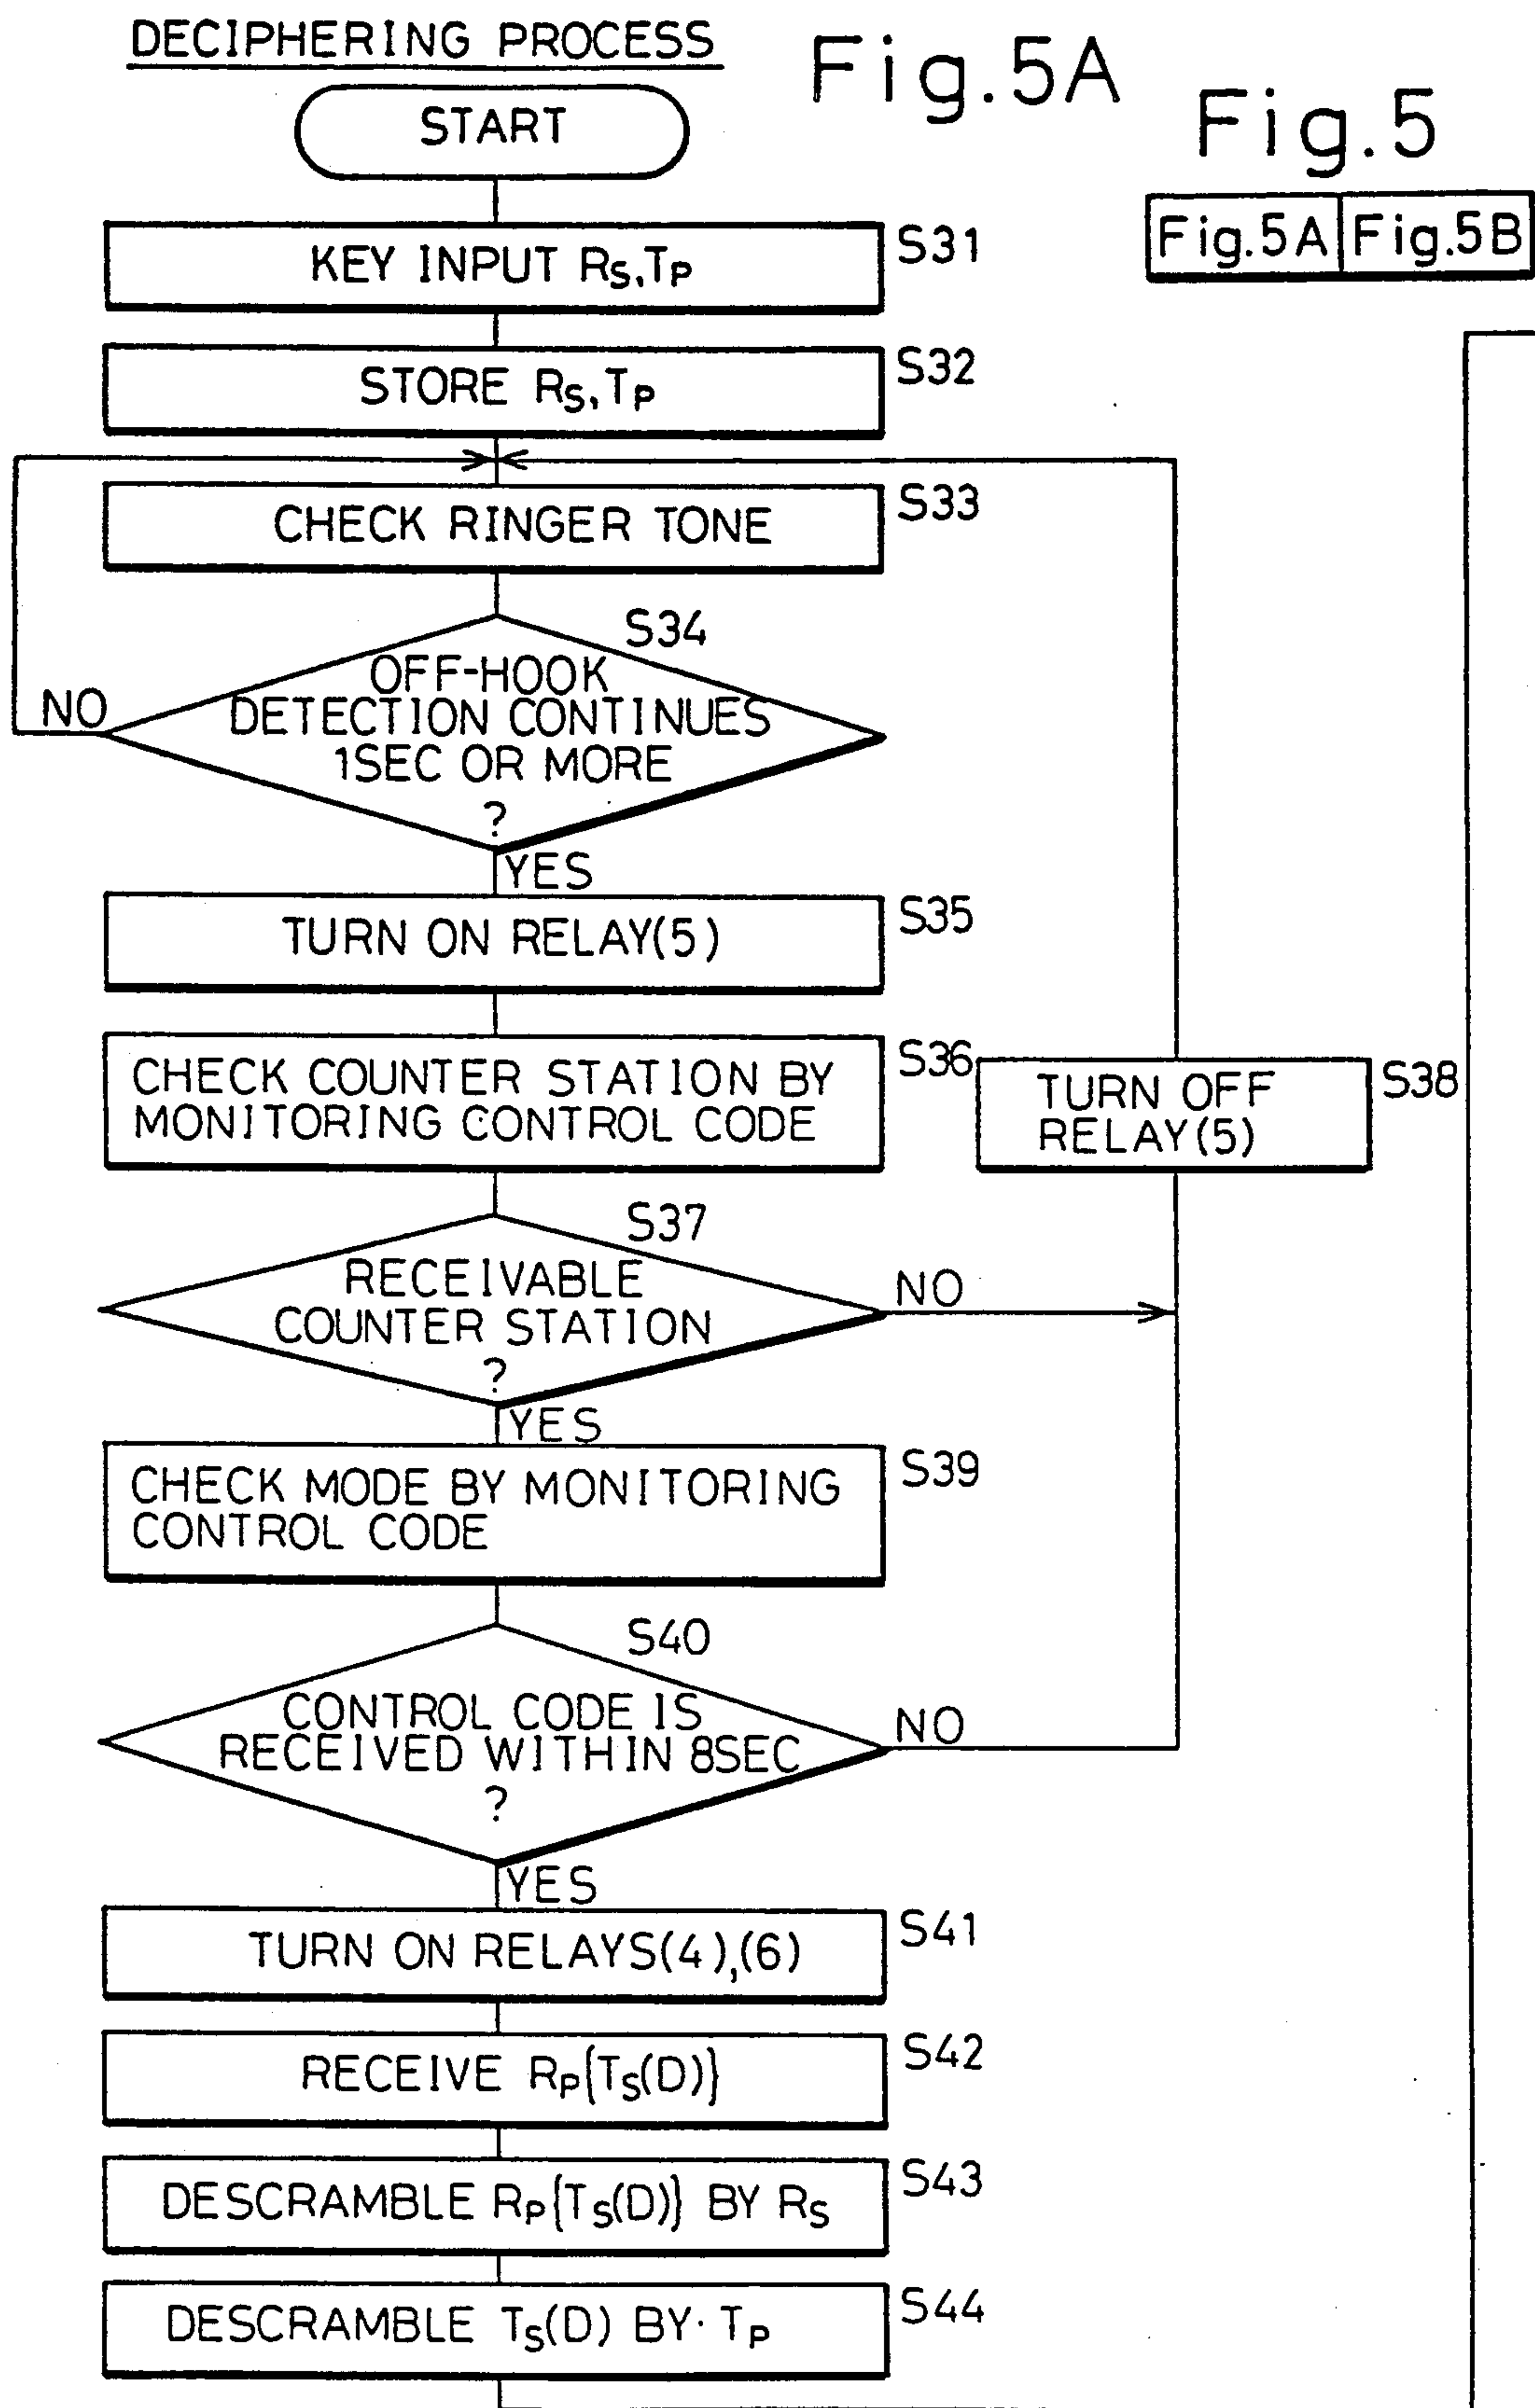 DECIPHERING PROCESS
Fig.5A
Fig.5
Fig.5A Fig.5B
START
KEY INPUT RS,TP
S31
STORE RS,TP
S32
CHECK RINGER TONE
S33
S34
OFF-HOOK
DETECTION CONTINUES
1SEC OR MORE
?
NO
YES
TURN ON RELAY(5)
S35
CHECK COUNTER STATION BY
MONITORING CONTROL CODE
S36
TURN OFF
RELAY(5)
S38
S37
RECEIVABLE
COUNTER STATION
?
NO
YES
CHECK MODE BY MONITORING
CONTROL CODE
S39
S40
CONTROL CODE IS
RECEIVED WITHIN 8SEC
?
NO
YES
TURN ON RELAYS(4),(6)
S41
RECEIVE RP{TS(D)}
S42
DESCRAMBLE RP{TS(D)} BY RS
S43
DESCRAMBLE TS(D) BY TP
S44